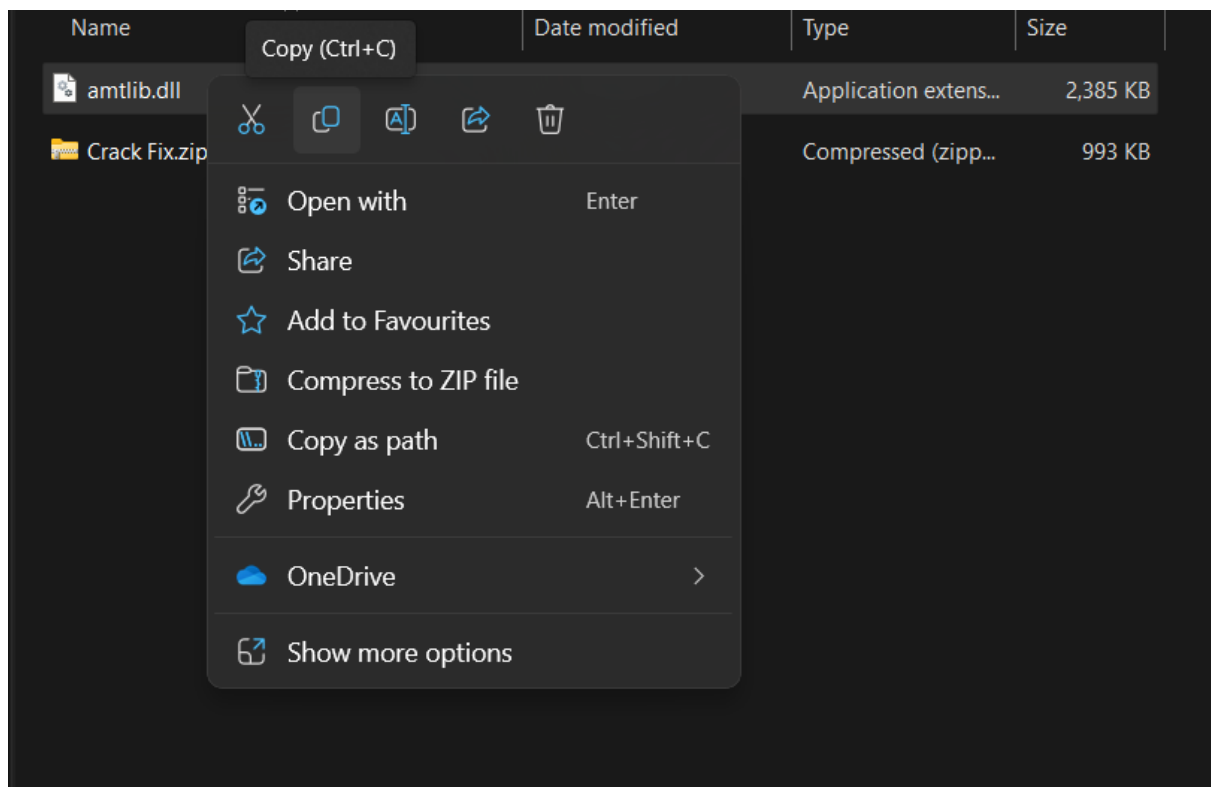 Name Date modified Type Size
Copy (Ctrl+C)
amtlib.dll Application extens... 2,385 KB
Crack Fix.zip Compressed (zipp... 993 KB
Open with Enter
Share
Add to Favourites
Compress to ZIP file
Copy as path Ctrl+Shift+C
Properties Alt+Enter
OneDrive
Show more options